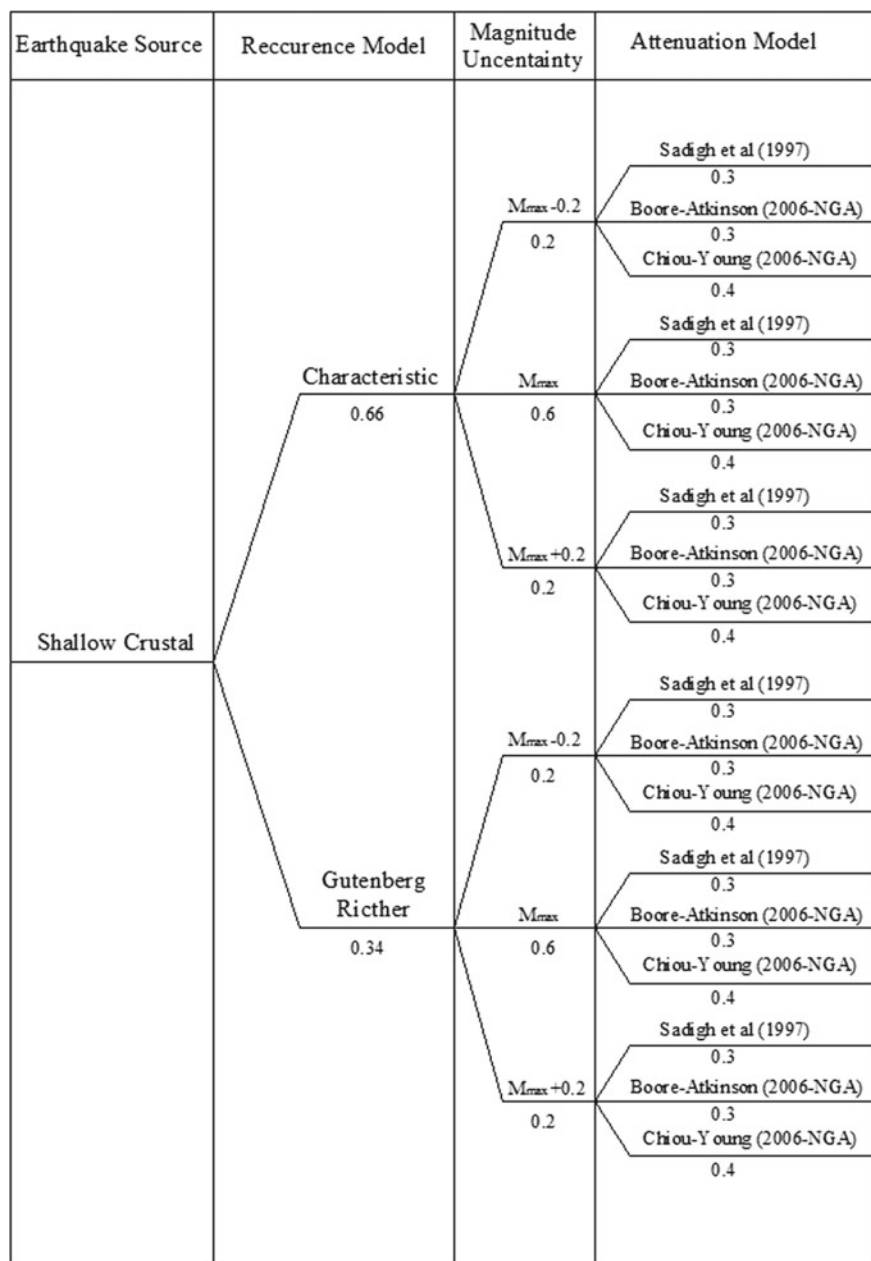 Earthquake Source
Reccurence Model
Magnitude
Uncentainty
Attenuation Model
Shallow Crustal
Characteristic
0.66
Mmax-0.2
0.2
Sadigh et al (1997)
0.3
Boore-Atkinson (2006-NGA)
0.3
Chiou-Young (2006-NGA)
0.4
Mmax
0.6
Sadigh et al (1997)
0.3
Boore-Atkinson (2006-NGA)
0.3
Chiou-Young (2006-NGA)
0.4
Mmax+0.2
0.2
Sadigh et al (1997)
0.3
Boore-Atkinson (2006-NGA)
0.3
Chiou-Young (2006-NGA)
0.4
Gutenberg
Ricther
0.34
Mmax-0.2
0.2
Sadigh et al (1997)
0.3
Boore-Atkinson (2006-NGA)
0.3
Chiou-Young (2006-NGA)
0.4
Mmax
0.6
Sadigh et al (1997)
0.3
Boore-Atkinson (2006-NGA)
0.3
Chiou-Young (2006-NGA)
0.4
Mmax+0.2
0.2
Sadigh et al (1997)
0.3
Boore-Atkinson (2006-NGA)
0.3
Chiou-Young (2006-NGA)
0.4